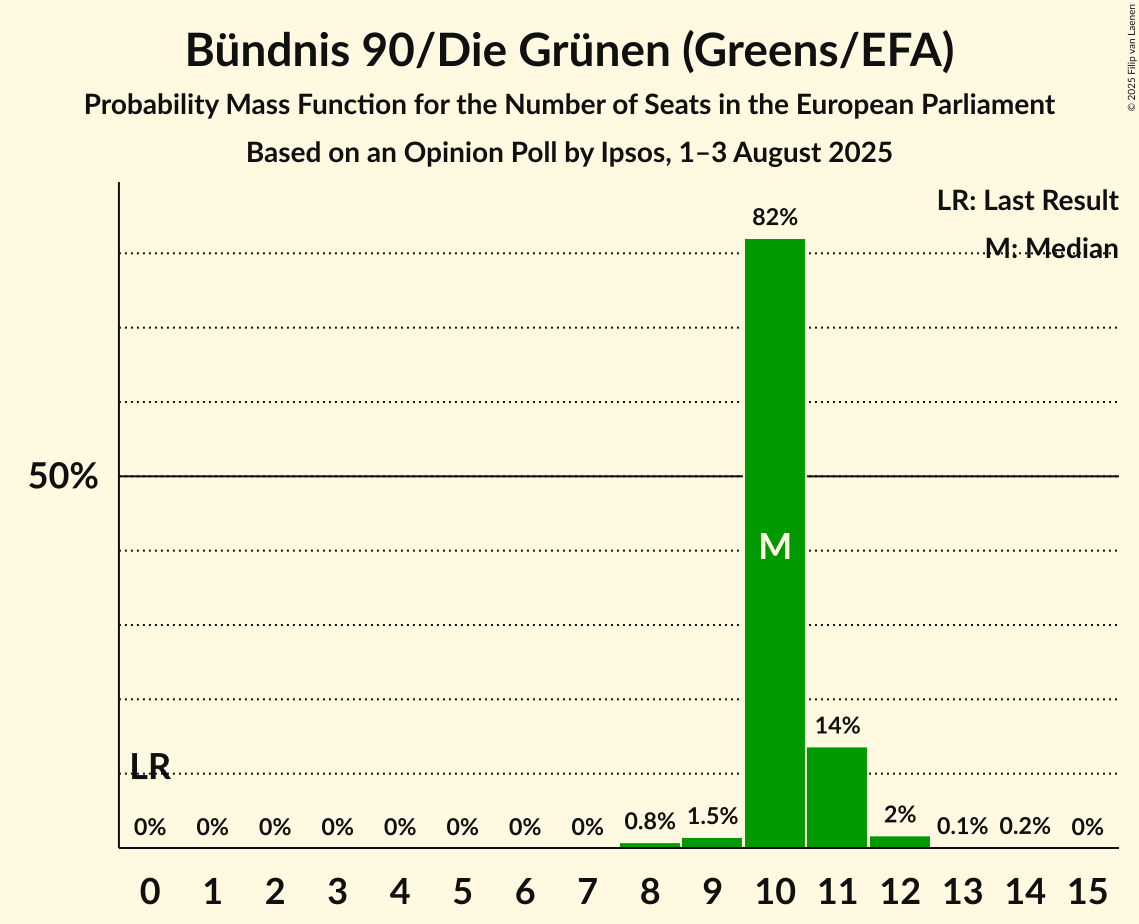 Bündnis 90/Die Grünen (Greens/EFA)
Probability Mass Function for the Number of Seats in the European Parliament
Based on an Opinion Poll by Ipsos, 1–3 August 2025
© 2025 Filip van Laenen
LR: Last Result
M: Median
82%
50%
M
14%
LR
0% 0% 0% 0% 0% 0% 0% 0% 0.8% 1.5% 2% 0.1% 0.2% 0%
0 1 2 3 4 5 6 7 8 9 10 11 12 13 14 15